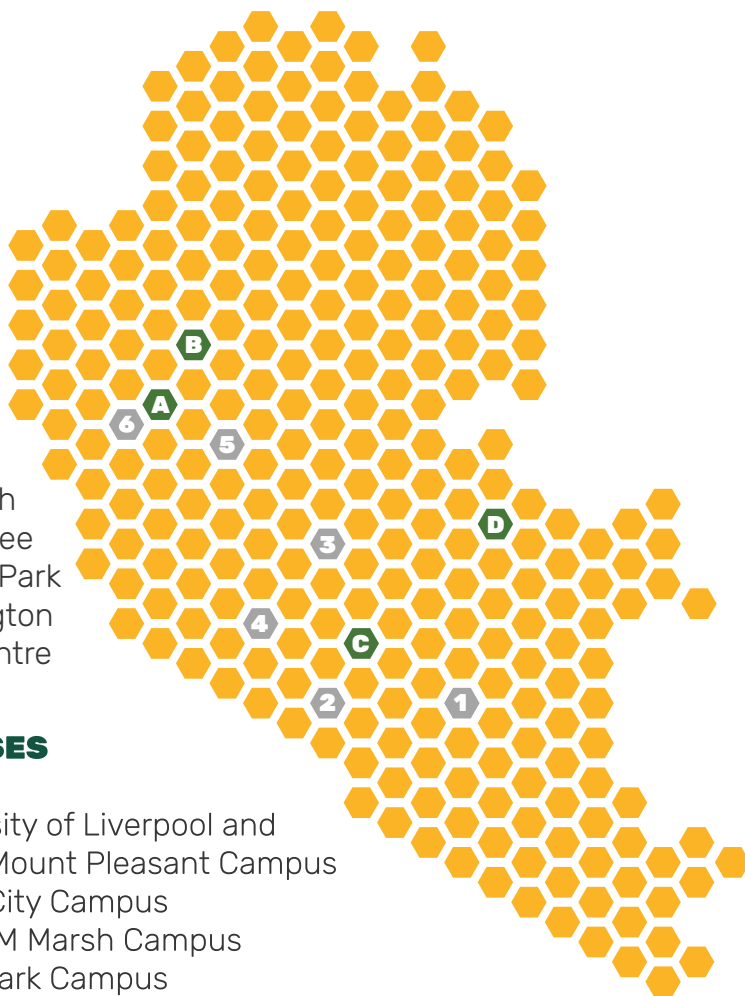 B
A
6
5
h
D
ee
3
Park
gton
4
C
ntre
2
1
SES
sity of Liverpool and
Mount Pleasant Campus
City Campus
M Marsh Campus
ark Campus